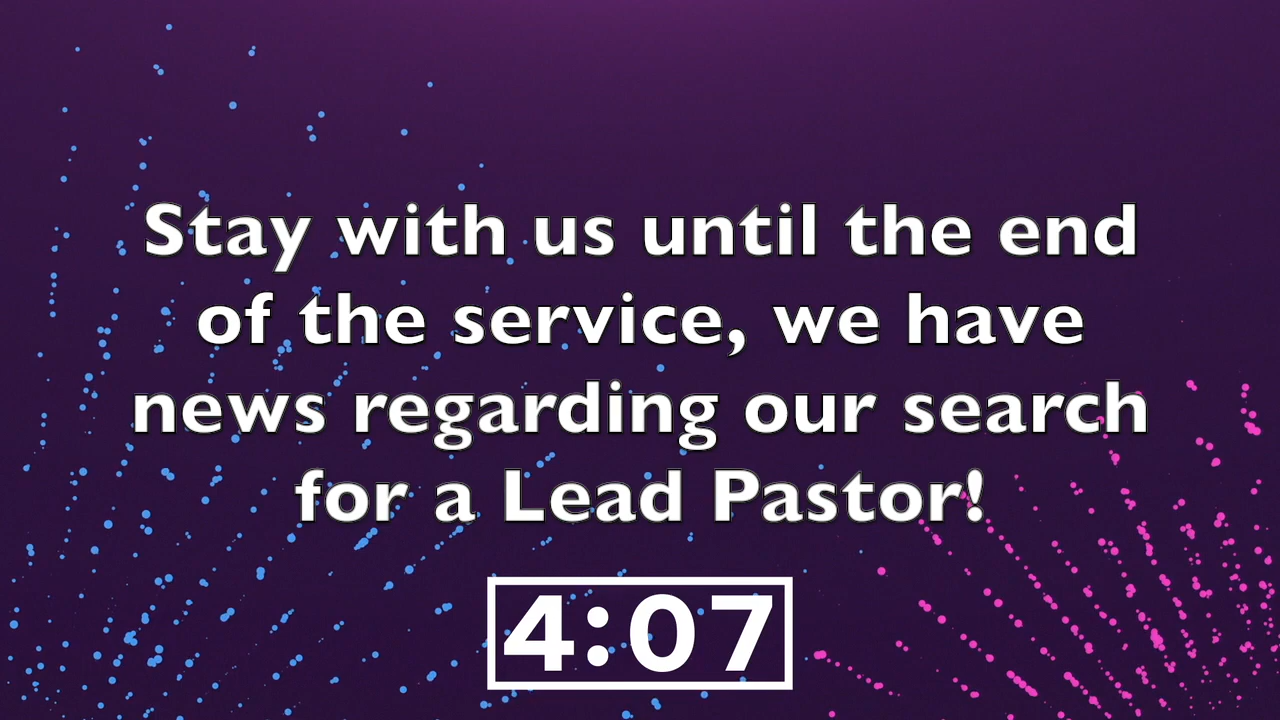 Stay with us until the end
of the service, we have
news regarding our search
for a Lead Pastor!
4:07